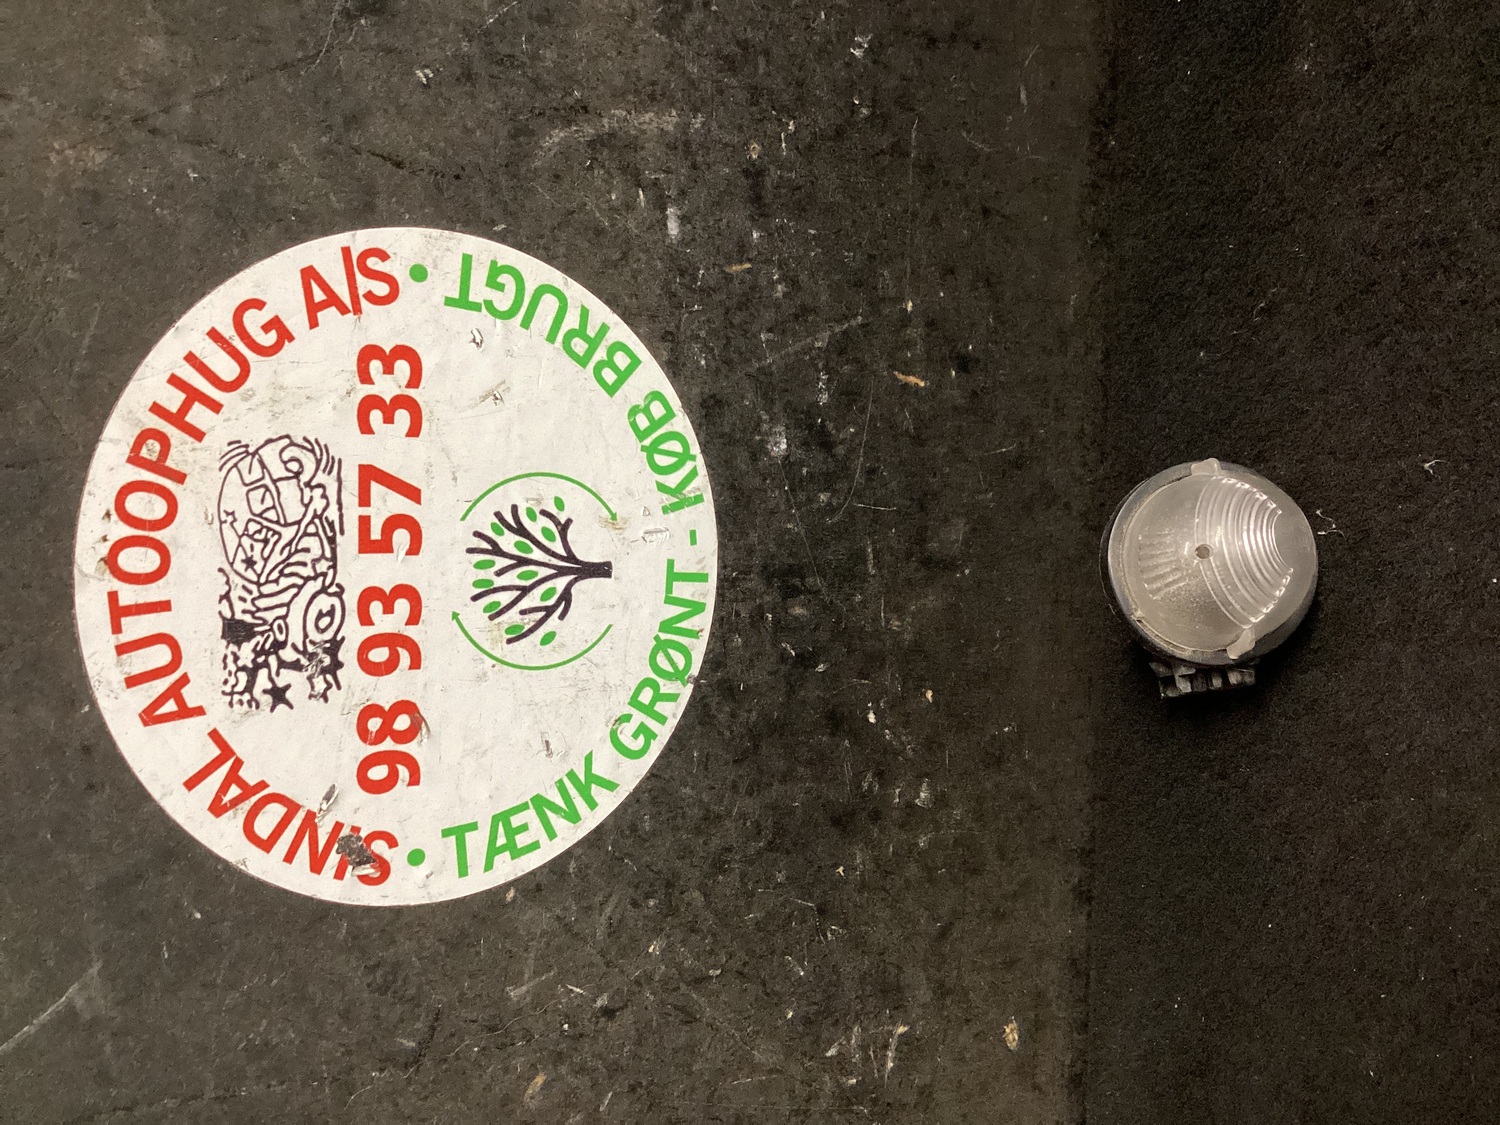 SINDAL AUTOOPHUG A/S
98 93 57 33
• TÆNK GRØNT - KØB BRUGT •